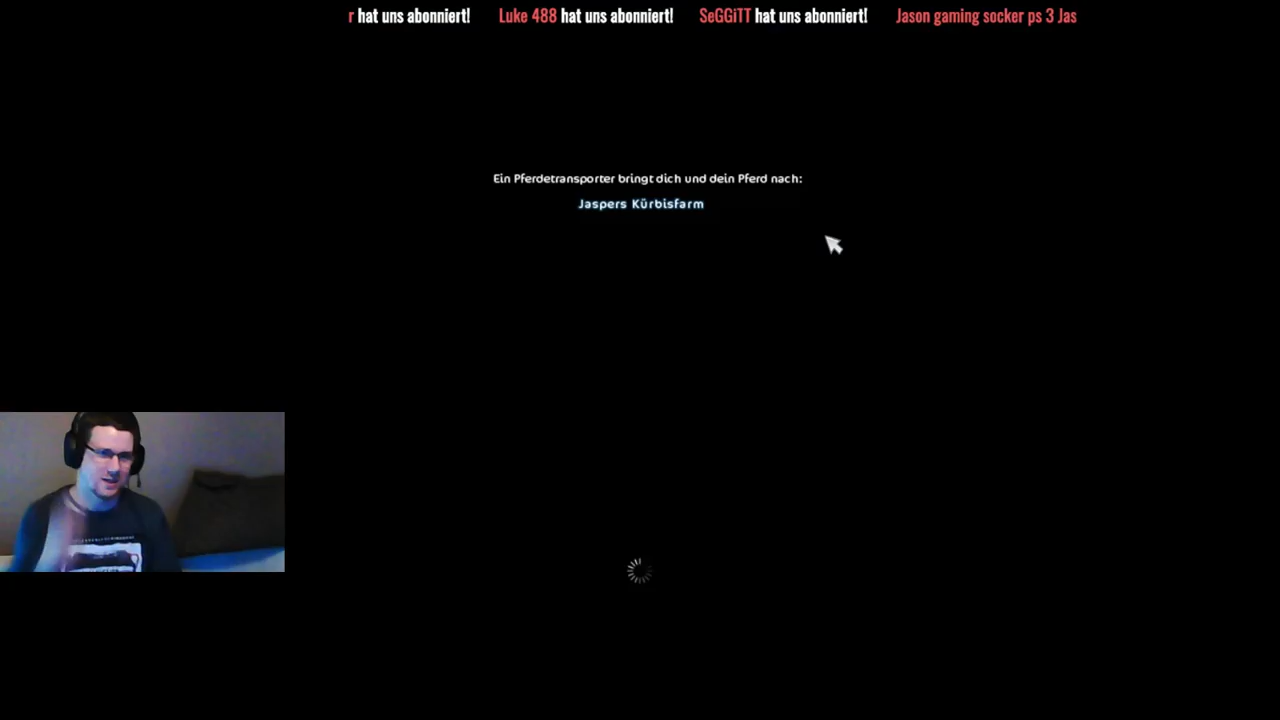 r hat uns abonniert! Luke 488 hat uns abonniert! SeGGiTT hat uns abonniert! Jason gaming socker ps 3 Jas
Ein Pferdetransporter bringt dich und dein Pferd nach:
Jaspers Kürbisfarm